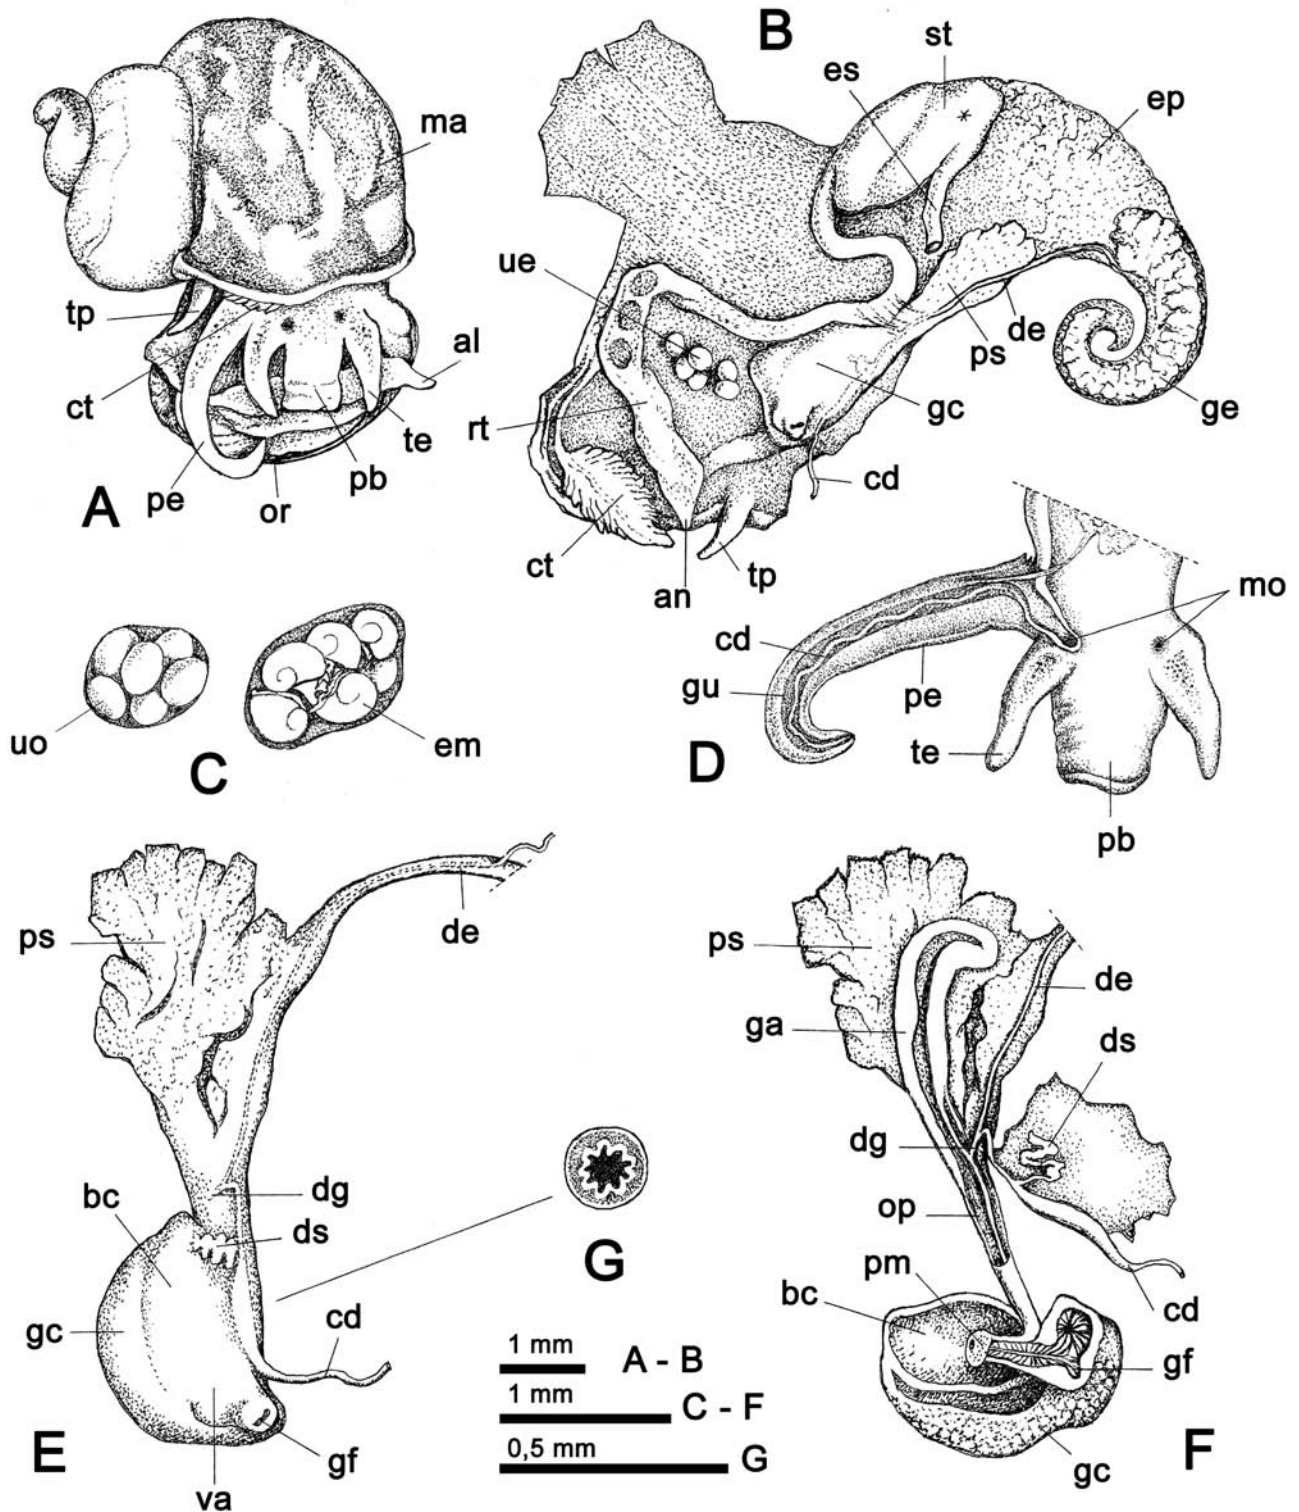 ma
tp
al
ct
te
pe
pb
or
A
B
st
es
ep
ue
de
ps
rt
gc
ge
cd
ct
tp
an
uo
em
C
mo
cd
gu
pe
te
D
pb
ps
de
dg
bc
ds
gc
cd
gf
va
E
G
1 mm
A - B
1 mm
C - F
0,5 mm
G
ps
de
ga
ds
dg
op
pm
bc
cd
gf
gc
F